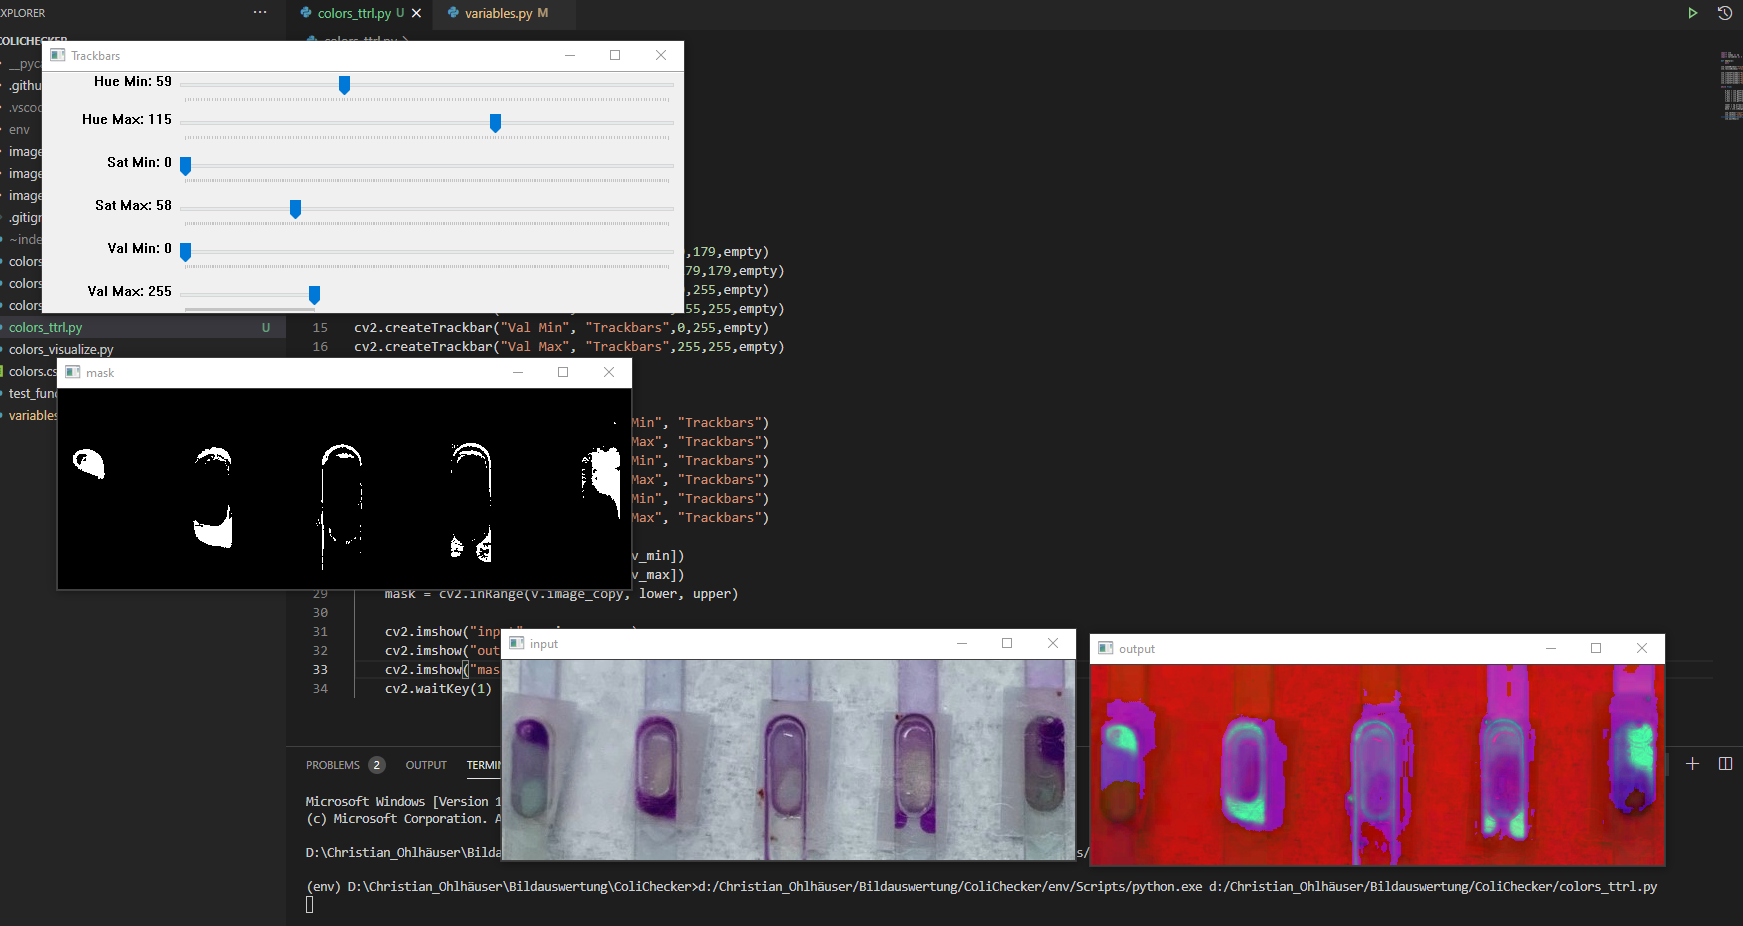 EXPLORER
···
colors_ttrl.py U
variables.py M
COLICHECKER
colors_ttrl.py
Trackbars
Hue Min: 59
Hue Max: 115
Sat Min: 0
Sat Max: 58
Val Min: 0
Val Max: 255
.githu
.vscod
env
image
image
image
.gitigr
~inde
colors
colors
colors
colors_ttrl.py U
colors_visualize.py
colors.cs
test_fun
variables
,179,empty)
79,179,empty)
,255,empty)
55,255,empty)
15 cv2.createTrackbar("Val Min", "Trackbars",0,255,empty)
16 cv2.createTrackbar("Val Max", "Trackbars",255,255,empty)
mask
Min", "Trackbars")
Max", "Trackbars")
Min", "Trackbars")
Max", "Trackbars")
Min", "Trackbars")
Max", "Trackbars")
v_min])
v_max])
29 mask = cv2.inRange(v.image_copy, lower, upper)
30
31 cv2.imshow("inp
32 cv2.imshow("out
33 cv2.imshow("mas
34 cv2.waitKey(1)
input
output
PROBLEMS 2 OUTPUT TERMIN
Microsoft Windows [Version 1
(c) Microsoft Corporation. A
D:\Christian_Ohlhäuser\Bilda
s/
(env) D:\Christian_Ohlhäuser\Bildauswertung\ColiChecker>d:/Christian_Ohlhäuser/Bildauswertung/ColiChecker/env/Scripts/python.exe d:/Christian_Ohlhäuser/Bildauswertung/ColiChecker/colors_ttrl.py